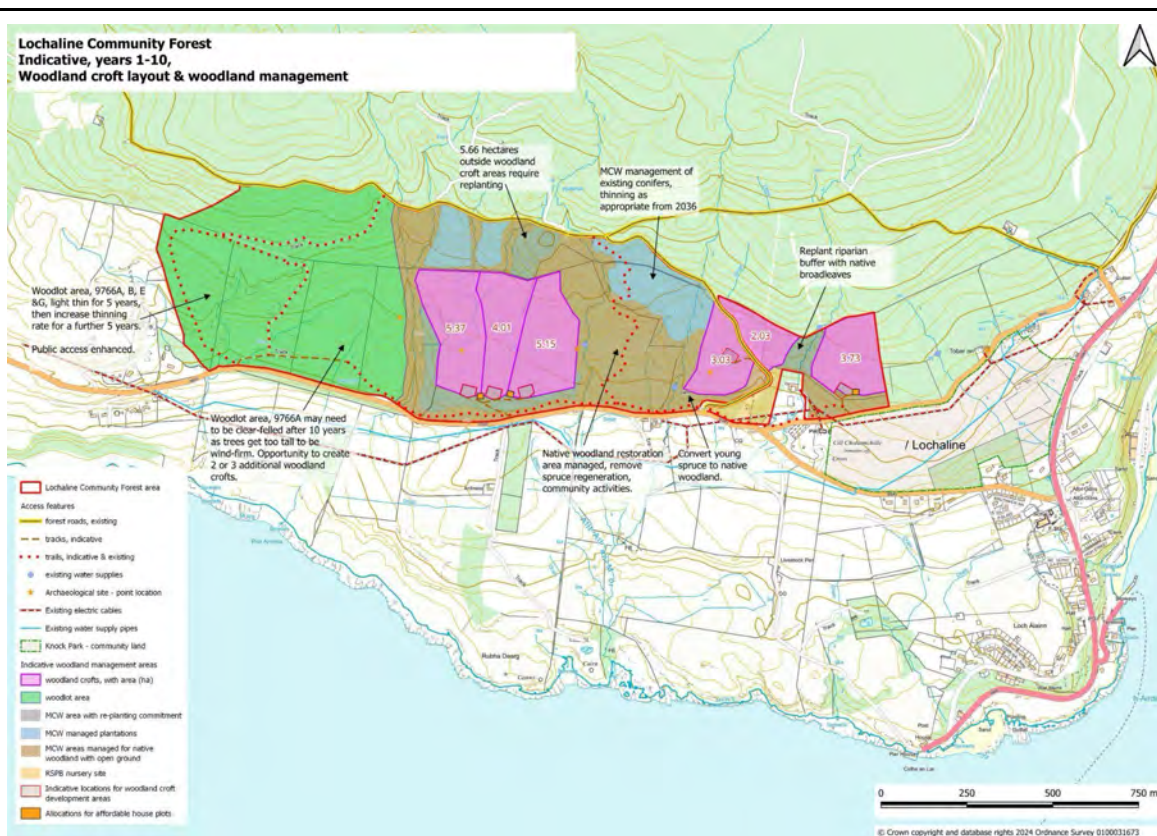 Lochaline Community Forest
Indicative, years 1-10,
Woodland croft layout & woodland management
5.66 hectares
outside woodland
croft areas require
replanting
MCW management of
existing conifers,
thinning as
appropriate from 2036
Replant riparian
buffer with native
broadleaves
Woodlot area, 9766A, B, E
&G, light thin for 5 years,
then increase thinning
rate for a further 5 years.
Public access enhanced.
5.37
4.01
5.15
3.03
2.03
3.73
Woodlot area, 9766A may need
to be clear-felled after 10 years
as trees get too tall to be
wind-firm. Opportunity to create
2 or 3 additional woodland
crofts.
Native woodland restoration
area managed, remove
spruce regeneration,
community activities.
Convert young
spruce to native
woodland.
/ Lochaline
Track
Track
Track
Track
Track
Loch Alainn
Rubha Dearg
Lochaline Community Forest area
Access features
forest roads, existing
tracks, indicative
trails, indicative & existing
existing water supplies
Archaeological site - point location
Existing electric cables
Existing water supply pipes
Knock Park - community land
Indicative woodland management areas
woodland crofts, with area (ha)
woodlot area
MCW area with re-planting commitment
MCW managed plantations
MCW areas managed for native
woodland with open ground
RSPB nursery site
Indicative locations for woodland croft
development areas
Allocations for affordable house plots
0 250 500 750 m
© Crown copyright and database rights 2024 Ordnance Survey 0100031673